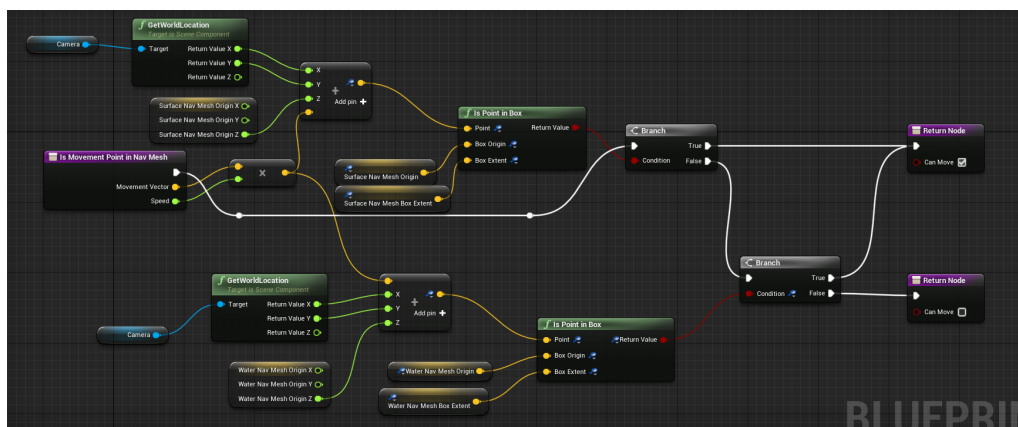 GetWorldLocation
Target is Scene Component
Camera
Target
Return Value X
Return Value Y
Return Value Z
X
Y
Z
+
Add pin +
Surface Nav Mesh Origin X
Surface Nav Mesh Origin Y
Surface Nav Mesh Origin Z
Is Point in Box
Point
Return Value
Box Origin
Box Extent
Branch
True
Condition
False
Return Node
Can Move
Is Movement Point in Nav Mesh
Movement Vector
Speed
X
Surface Nav Mesh Origin
Surface Nav Mesh Box Extent
Branch
True
Condition
False
Return Node
Can Move
GetWorldLocation
Target is Scene Component
Target
Return Value X
Return Value Y
Return Value Z
Camera
X
Y
Z
+
Add pin +
Is Point in Box
Point
Return Value
Box Origin
Box Extent
Water Nav Mesh Origin X
Water Nav Mesh Origin Y
Water Nav Mesh Origin Z
Water Nav Mesh Origin
Water Nav Mesh Box Extent